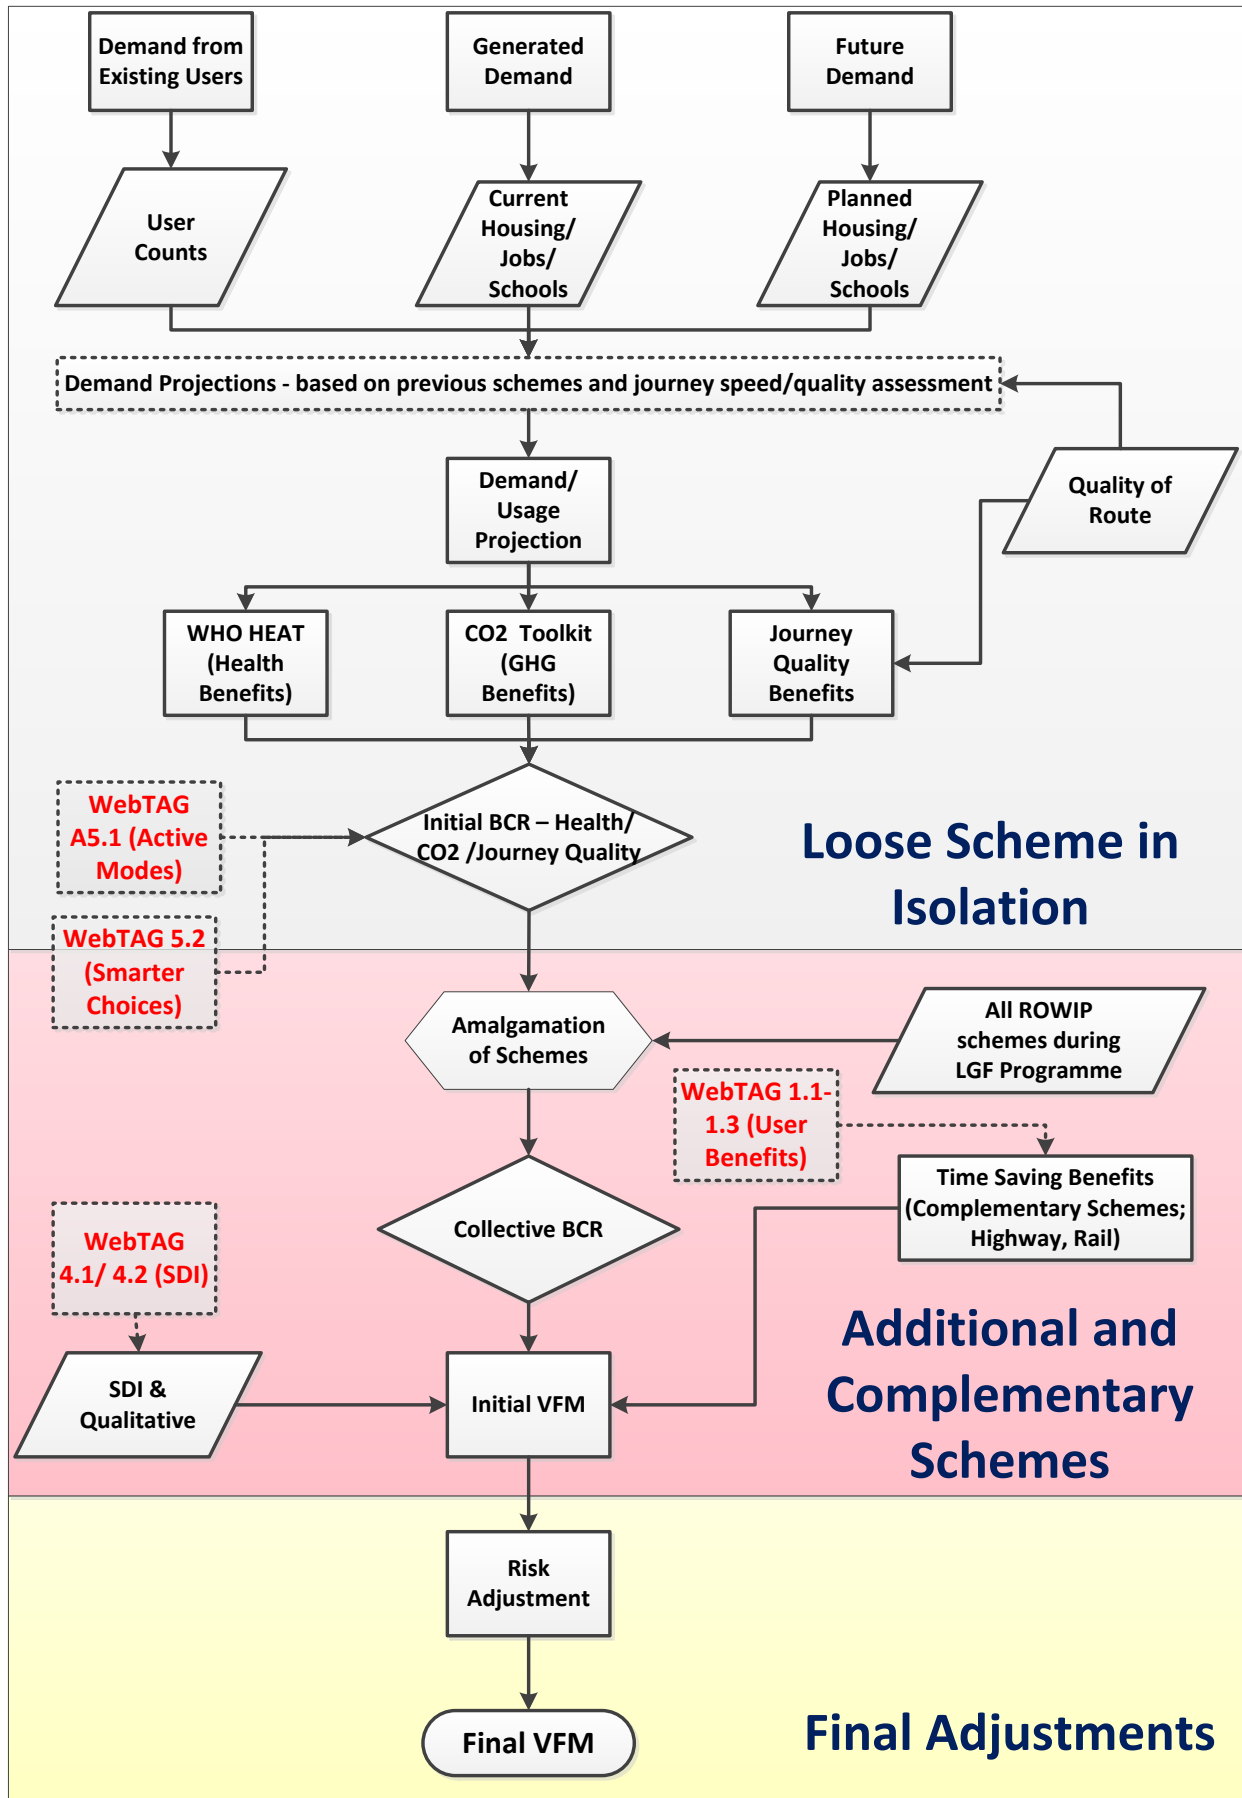 Demand from
Existing Users
Generated
Demand
Future
Demand
User
Counts
Current
Housing/
Jobs/
Schools
Planned
Housing/
Jobs/
Schools
Demand Projections - based on previous schemes and journey speed/quality assessment
Demand/
Usage
Projection
Quality of
Route
WHO HEAT
(Health
Benefits)
CO2  Toolkit
(GHG
Benefits)
Journey
Quality
Benefits
WebTAG
A5.1 (Active
Modes)
Initial BCR – Health/
CO2 /Journey Quality
Loose Scheme in
Isolation
WebTAG 5.2
(Smarter
Choices)
Amalgamation
of Schemes
All ROWIP
schemes during
LGF Programme
WebTAG 1.1-
1.3 (User
Benefits)
Time Saving Benefits
(Complementary Schemes;
Highway, Rail)
Collective BCR
WebTAG
4.1/ 4.2 (SDI)
SDI &
Qualitative
Initial VFM
Additional and
Complementary
Schemes
Risk
Adjustment
Final VFM
Final Adjustments